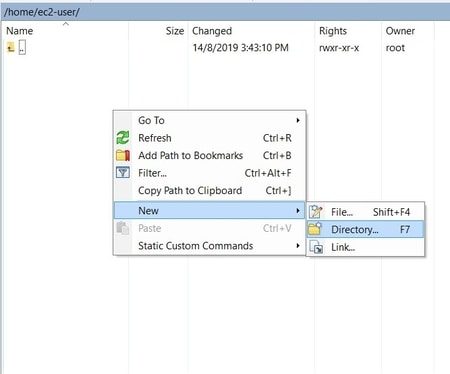 /home/ec2-user/
Name Size Changed Rights Owner
.. 14/8/2019 3:43:10 PM rwxr-xr-x root
Go To
Refresh Ctrl+R
Add Path to Bookmarks Ctrl+B
Filter... Ctrl+Alt+F
Copy Path to Clipboard Ctrl+]
New
Paste Ctrl+V
Static Custom Commands
File... Shift+F4
Directory... F7
Link...